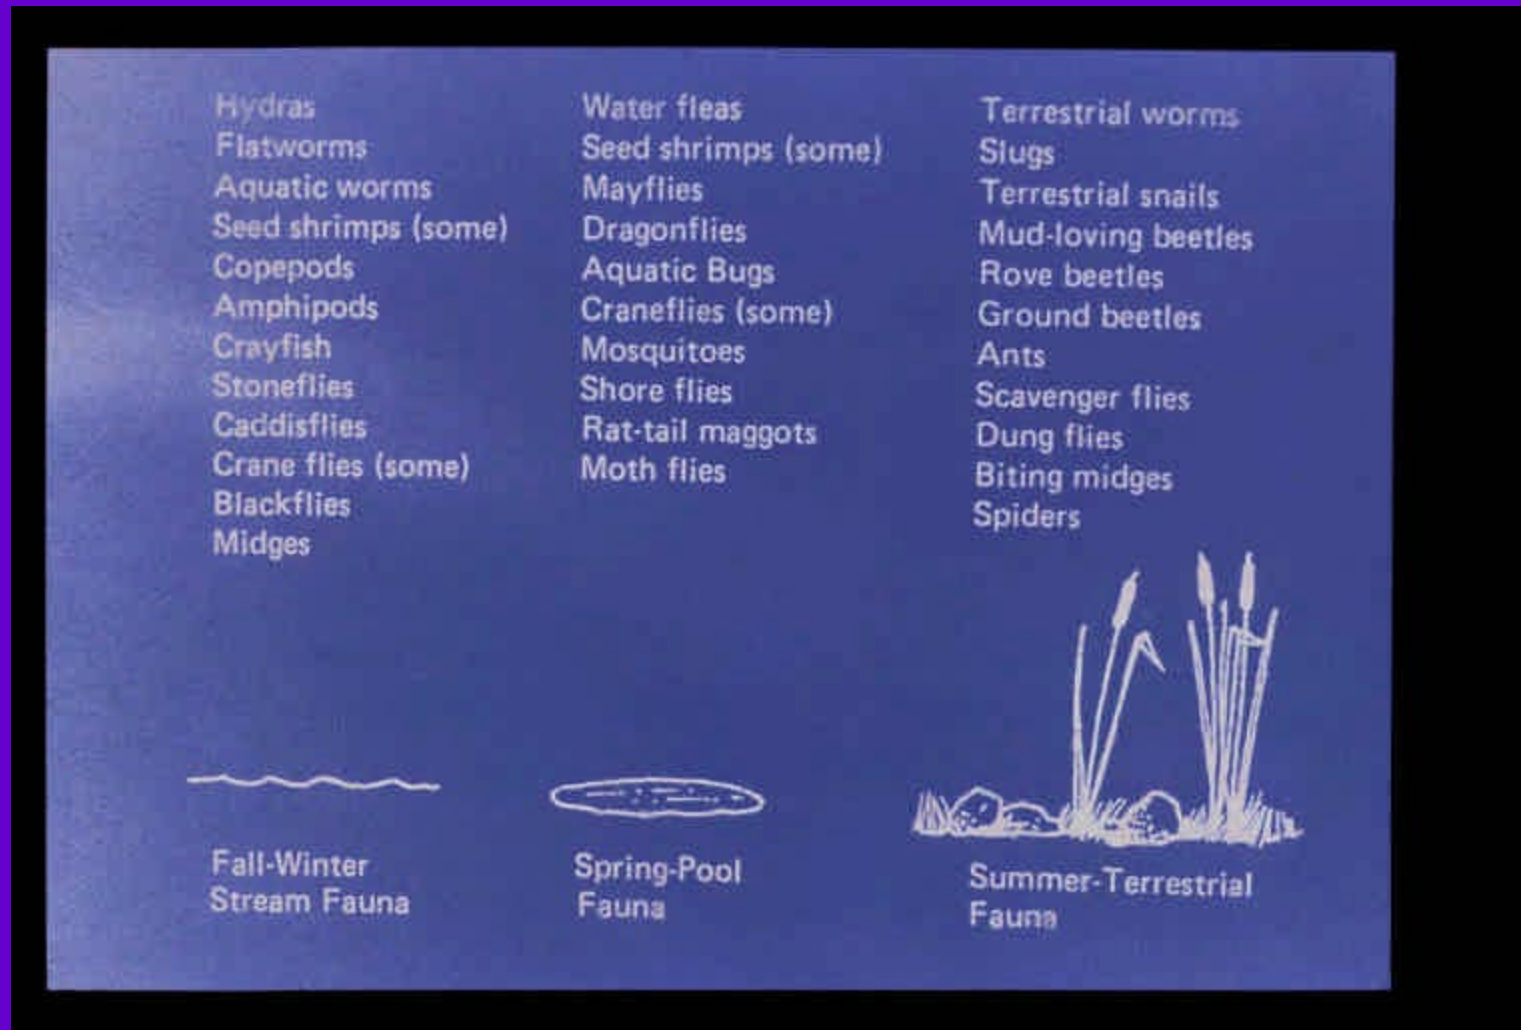 Hydras
Flatworms
Aquatic worms
Seed shrimps (some)
Copepods
Amphipods
Crayfish
Stoneflies
Caddisflies
Crane flies (some)
Blackflies
Midges
Fall-Winter
Stream Fauna
Water fleas
Seed shrimps (some)
Mayflies
Dragonflies
Aquatic Bugs
Craneflies (some)
Mosquitoes
Shore flies
Rat-tail maggots
Moth flies
Spring-Pool
Fauna
Terrestrial worms
Slugs
Terrestrial snails
Mud-loving beetles
Rove beetles
Ground beetles
Ants
Scavenger flies
Dung flies
Biting midges
Spiders
Summer-Terrestrial
Fauna